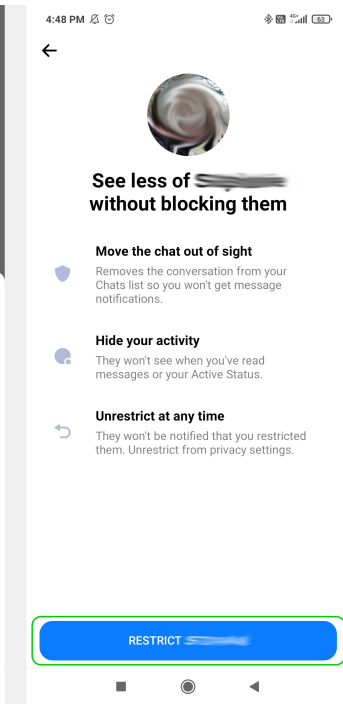 4:48 PM
4G+
63
See less of
without blocking them
Move the chat out of sight
Removes the conversation from your
Chats list so you won't get message
notifications.
Hide your activity
They won't see when you've read
messages or your Active Status.
Unrestrict at any time
They won't be notified that you restricted
them. Unrestrict from privacy settings.
RESTRICT